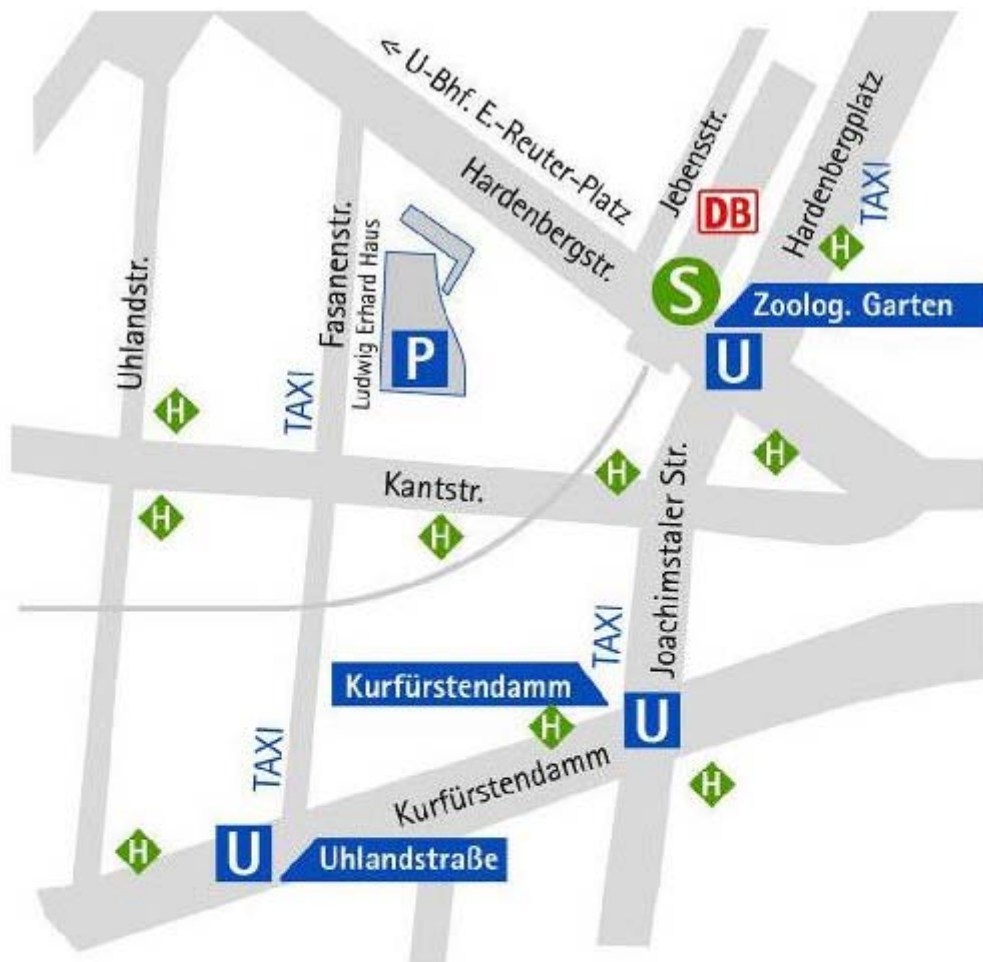 << U-Bhf. E.-Reuter-Platz
Hardenbergstr.
Jebensstr.
DB
Hardenbergplatz
TAXI
H
S
Zoolog. Garten
U
Uhlandstr.
Fasanenstr.
Ludwig Erhard Haus
P
TAXI
H
H
Kantstr.
H
H
H
Joachimstaler Str.
TAXI
Kurfürstendamm
H
U
Kurfürstendamm
H
TAXI
H
U
Uhlandstraße